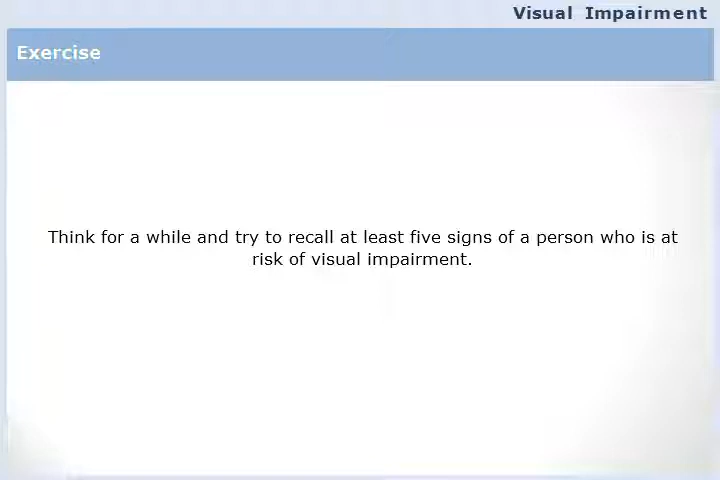 Visual Impairment
Exercise
Think for a while and try to recall at least five signs of a person who is at
risk of visual impairment.